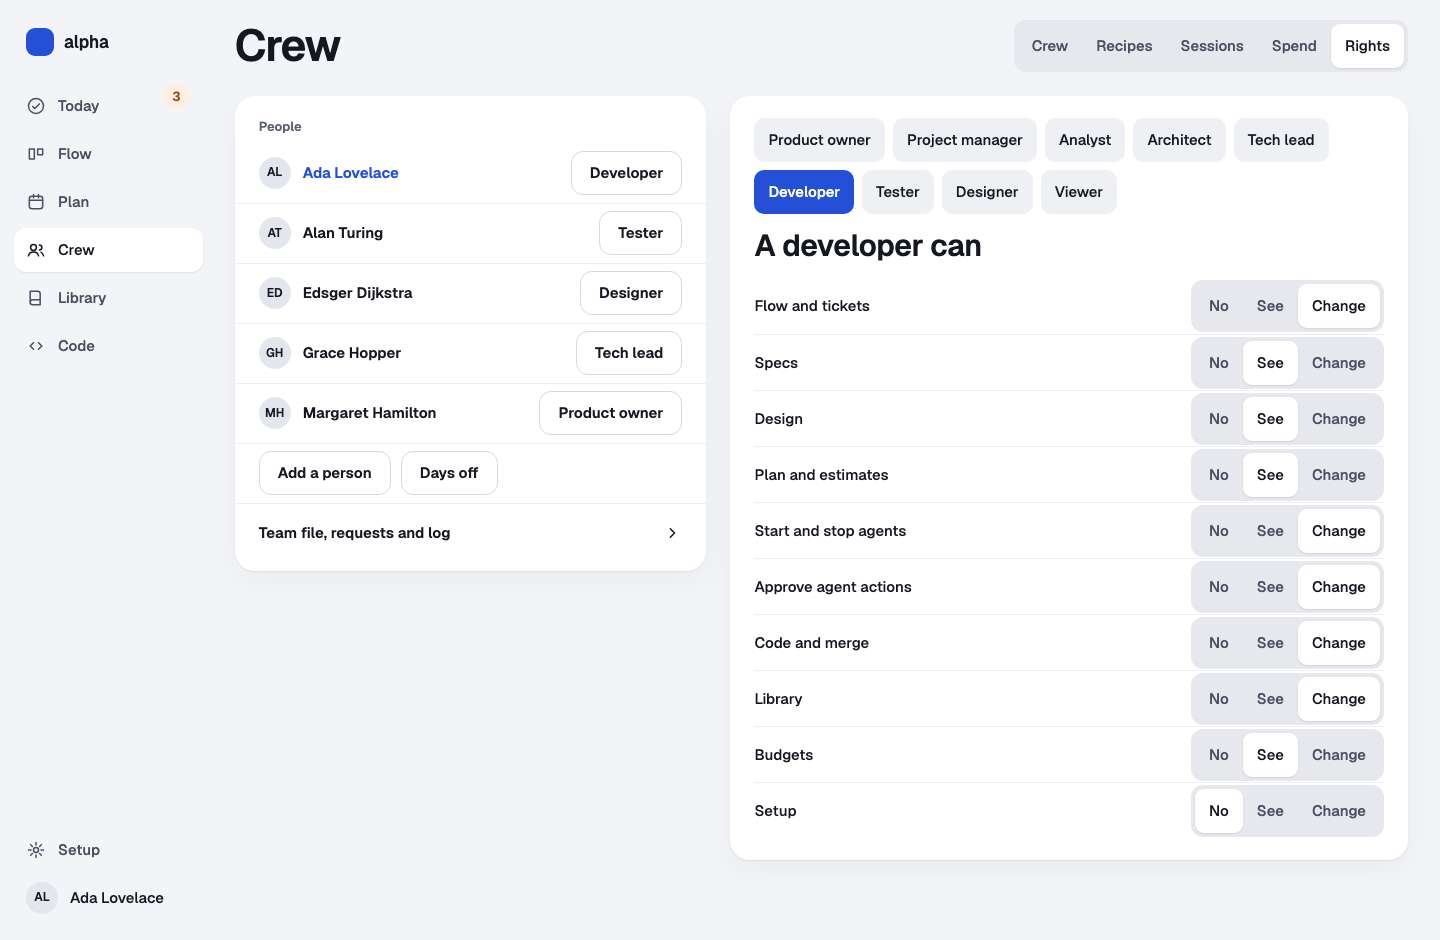 alpha
Today
3
Flow
Plan
Crew
Library
Code
Setup
AL Ada Lovelace
Crew
Crew Recipes Sessions Spend Rights
People
AL Ada Lovelace Developer
AT Alan Turing Tester
ED Edsger Dijkstra Designer
GH Grace Hopper Tech lead
MH Margaret Hamilton Product owner
Add a person Days off
Team file, requests and log
Product owner Project manager Analyst Architect Tech lead
Developer Tester Designer Viewer
A developer can
Flow and tickets No See Change
Specs No See Change
Design No See Change
Plan and estimates No See Change
Start and stop agents No See Change
Approve agent actions No See Change
Code and merge No See Change
Library No See Change
Budgets No See Change
Setup No See Change